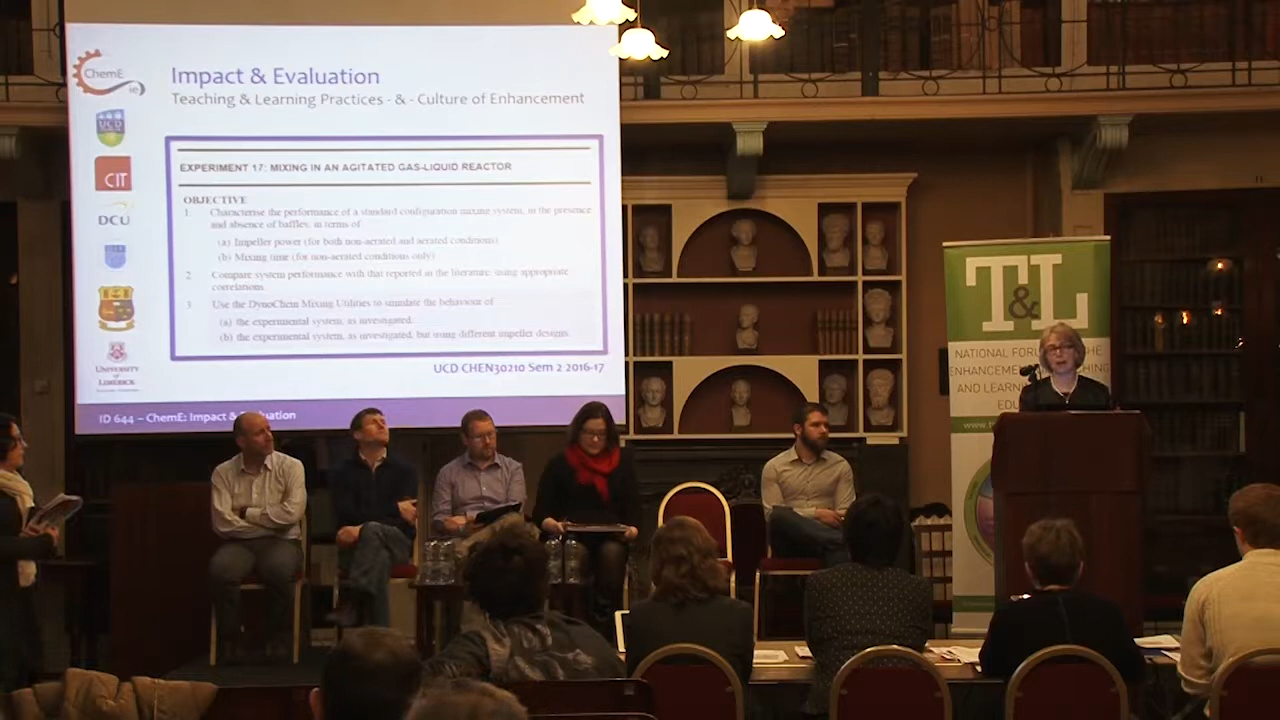 ChemE
ie
Impact & Evaluation
Teaching & Learning Practices - & - Culture of Enhancement
UCD
CIT
DCU
UNIVERSITY of
LIMERICK
EXPERIMENT 17: MIXING IN AN AGITATED GAS-LIQUID REACTOR
OBJECTIVE
1. Characterise the performance of a standard configuration mixing system, in the presence
and absence of baffles, in terms of
(a) Impeller power (for both non-aerated and aerated conditions)
(b) Mixing time (for non-aerated conditions only)
2. Compare system performance with that reported in the literature using appropriate
correlations.
3. Use the DynoChem Mixing Utilities to simulate the behaviour of
(a) the experimental system, as investigated.
(b) the experimental system, as investigated, but using different impeller designs.
UCD CHEN30210 Sem 2 2016-17
ID 644 – ChemE: Impact & Evaluation
T&L
NATIONAL FORUM THE
ENHANCEMEN CHING
AND LEARN
EDU
www.t